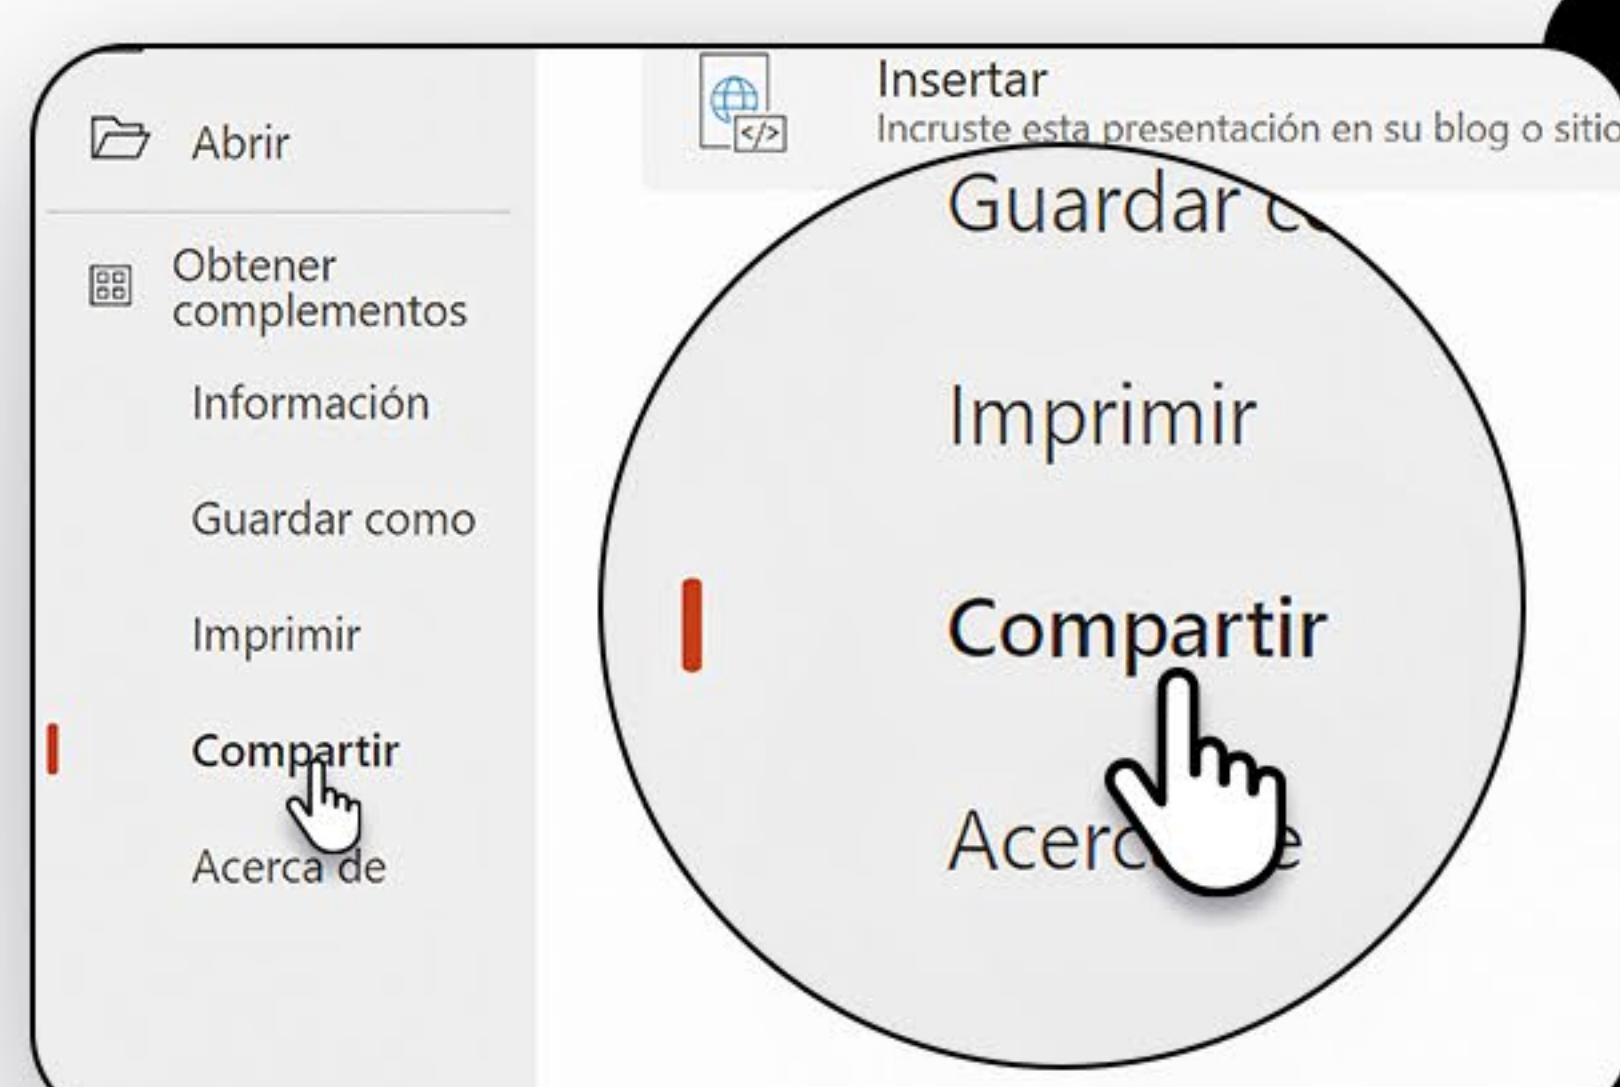 Abrir
Obtener
complementos
Información
Guardar como
Imprimir
Compartir
Acerca de
Insertar
Incruste esta presentación en su blog o sitio
</>
Guardar
Imprimir
Compartir